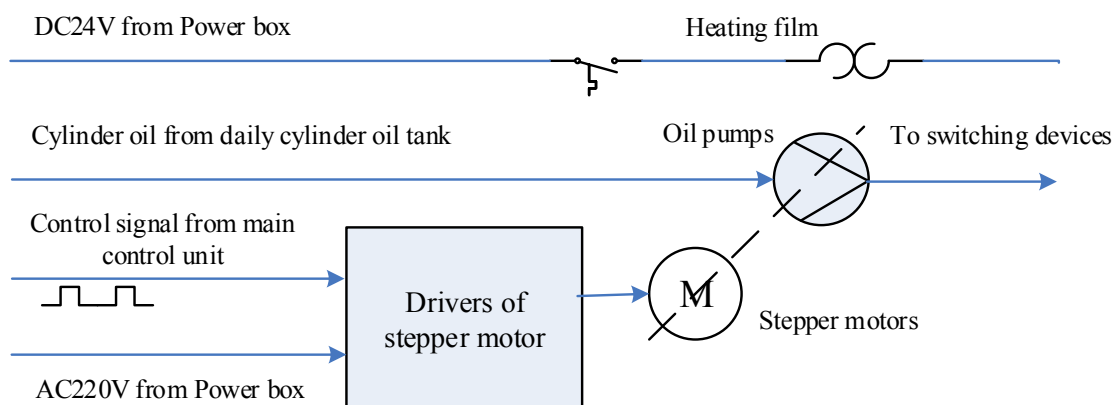 DC24V from Power box
Heating film
Cylinder oil from daily cylinder oil tank
Oil pumps
To switching devices
Control signal from main
control unit
Drivers of
stepper motor
M
Stepper motors
AC220V from Power box